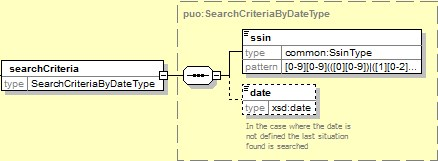 puo:SearchCriteriaByDateType
ssin
type common:SsinType
pattern [0-9][0-9](([0][0-9])|([1][0-2]...
searchCriteria
type SearchCriteriaByDateType
date
type xsd:date
In the case where the date is
not defined the last situation
found is searched